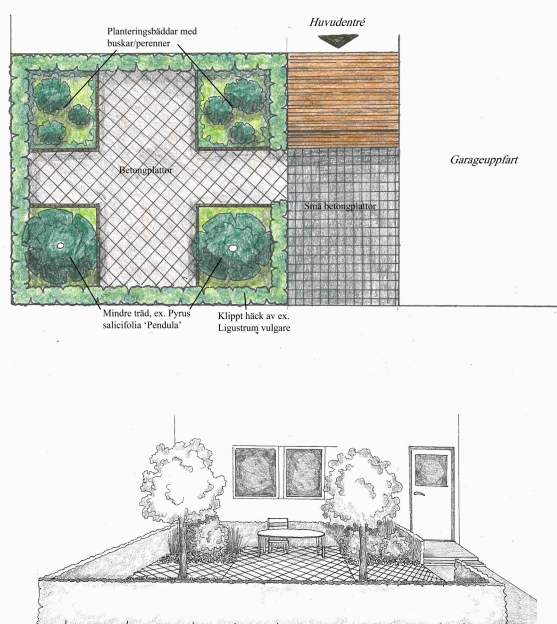 Huvudentré
Planteringsbäddar med
buskar/perenner
Garageuppfart
Betongplattor
Små betongplattor
Mindre träd, ex. Pyrus
salicifolia ‘Pendula’
Klippt häck av ex.
Ligustrum vulgare